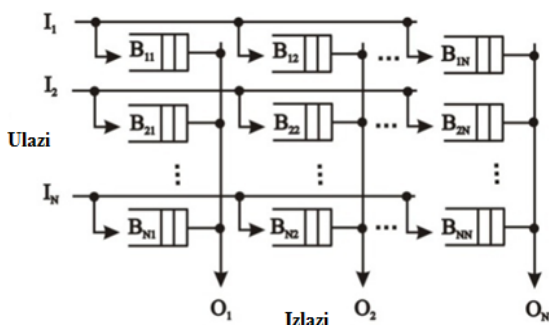 I₁ B₁₁ B₁₂ ... B₁N
I₂ B₂₁ B₂₂ ... B₂N
Ulazi
... ... ...
IN BN₁ BN₂ ... BNN
O₁ O₂ ON
Izlazi